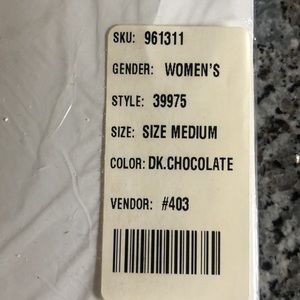 SKU: 961311
GENDER: WOMEN'S
STYLE: 39975
SIZE: SIZE MEDIUM
COLOR: DK.CHOCOLATE
VENDOR: #403